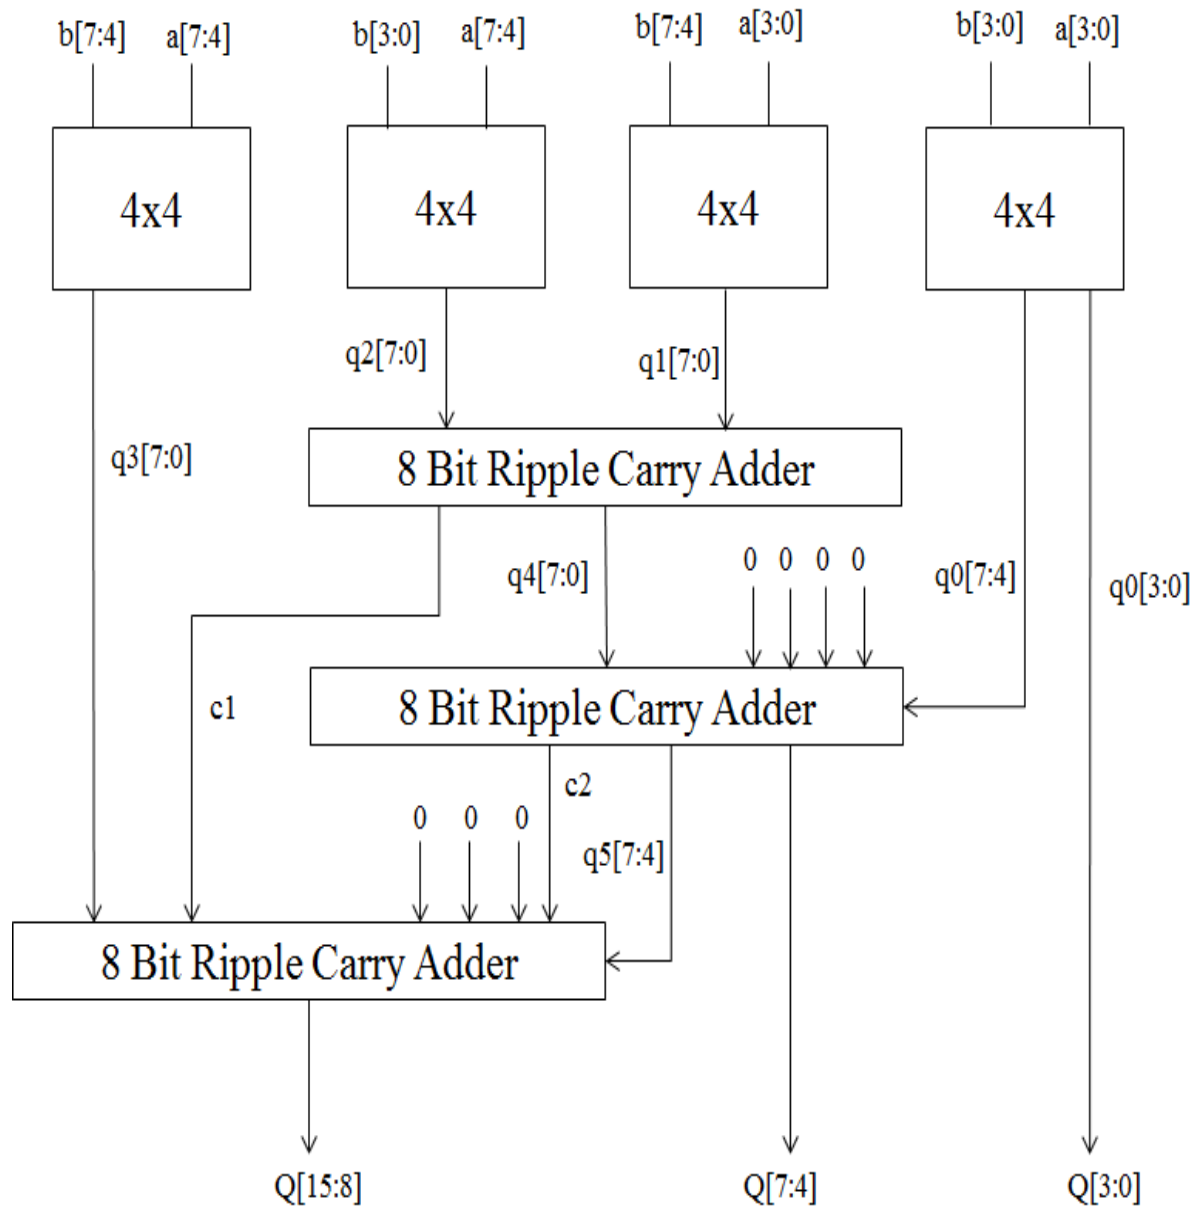 b[7:4] a[7:4] b[3:0] a[7:4] b[7:4] a[3:0] b[3:0] a[3:0]
4x4 4x4 4x4 4x4
q2[7:0] q1[7:0]
q3[7:0]
8 Bit Ripple Carry Adder
0 0 0 0
q4[7:0] q0[7:4] q0[3:0]
c1
8 Bit Ripple Carry Adder
c2
0 0 0
q5[7:4]
8 Bit Ripple Carry Adder
Q[15:8] Q[7:4] Q[3:0]